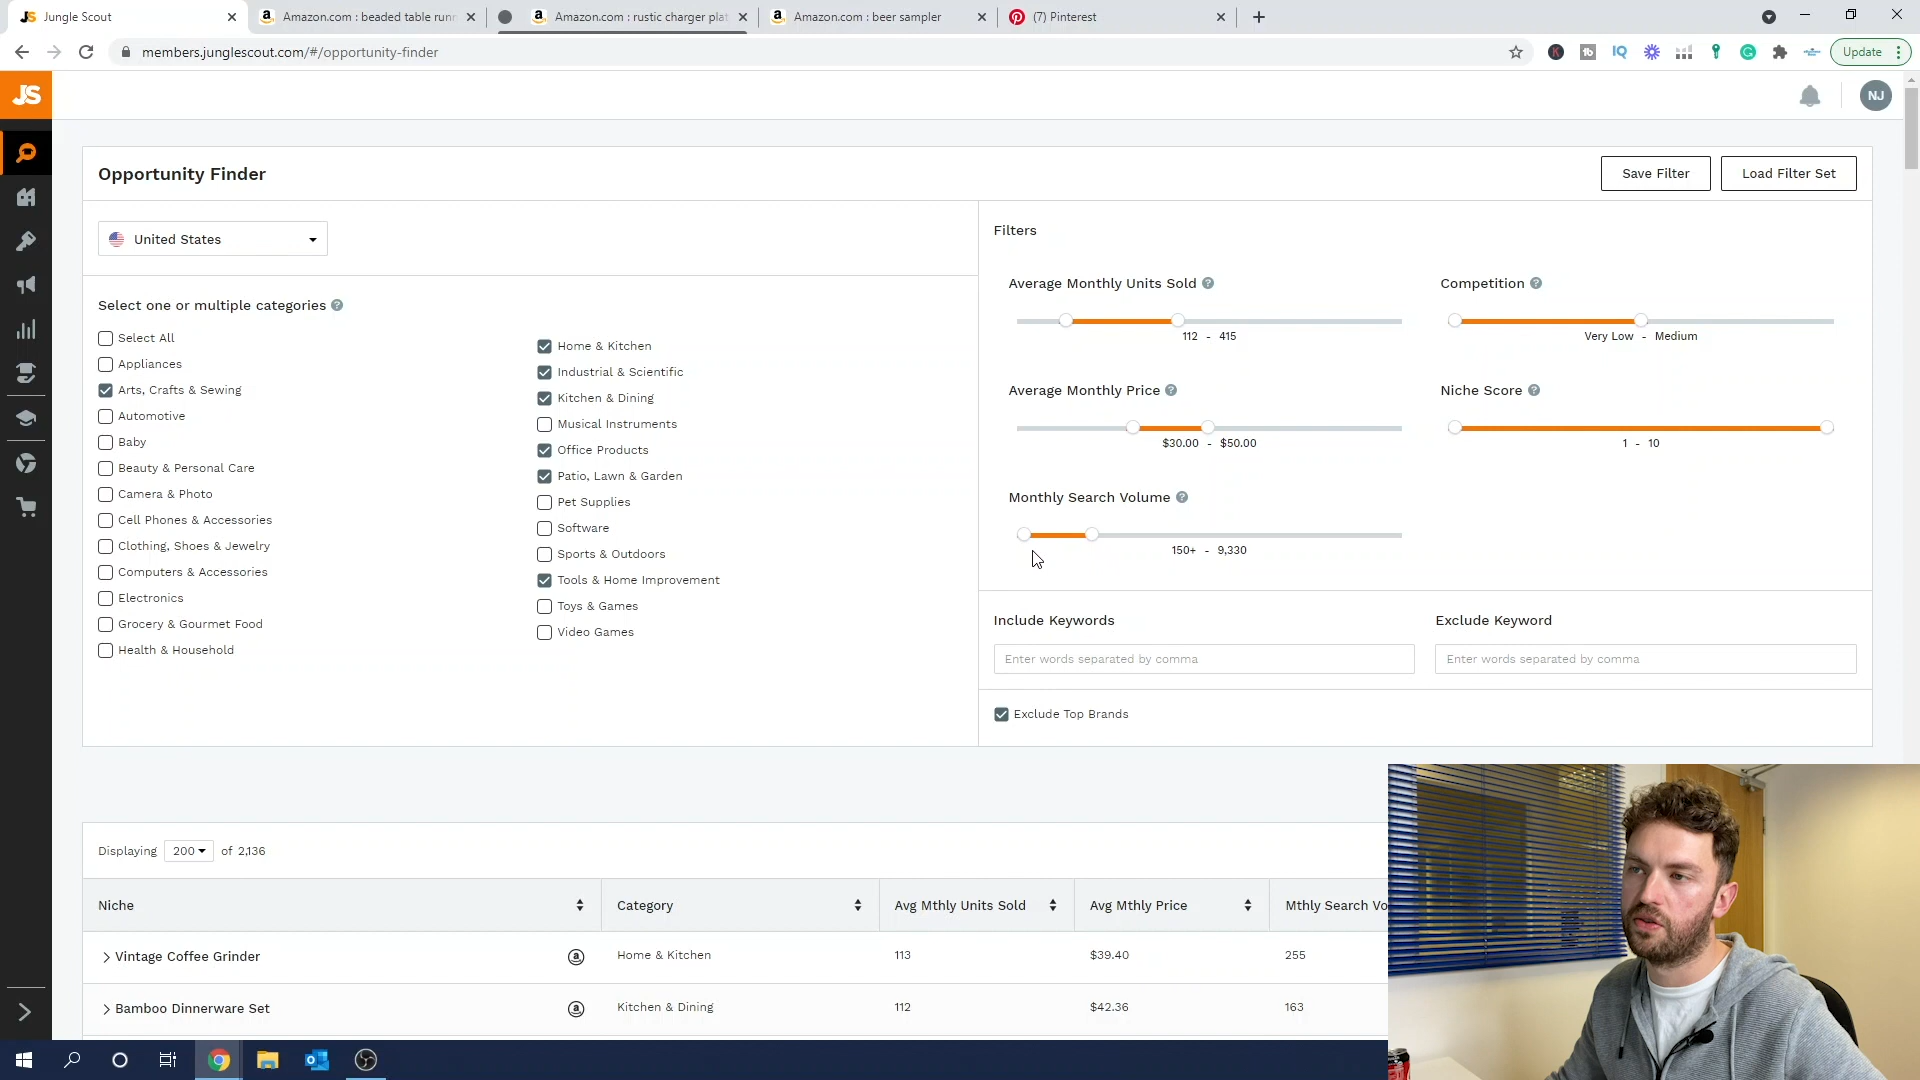 JS Jungle Scout
Amazon.com : beaded table runn
Amazon.com : rustic charger plat
Amazon.com : beer sampler
(7) Pinterest
members.junglescout.com/#/opportunity-finder
Update
JS
NJ
Opportunity Finder
Save Filter
Load Filter Set
United States
Select one or multiple categories
Select All
Appliances
Arts, Crafts & Sewing
Automotive
Baby
Beauty & Personal Care
Camera & Photo
Cell Phones & Accessories
Clothing, Shoes & Jewelry
Computers & Accessories
Electronics
Grocery & Gourmet Food
Health & Household
Home & Kitchen
Industrial & Scientific
Kitchen & Dining
Musical Instruments
Office Products
Patio, Lawn & Garden
Pet Supplies
Software
Sports & Outdoors
Tools & Home Improvement
Toys & Games
Video Games
Filters
Average Monthly Units Sold
112 - 415
Competition
Very Low - Medium
Average Monthly Price
$30.00 - $50.00
Niche Score
1 - 10
Monthly Search Volume
150+ - 9,330
Include Keywords
Enter words separated by comma
Exclude Keyword
Enter words separated by comma
Exclude Top Brands
Displaying 200 of 2,136
Niche Category Avg Mthly Units Sold Avg Mthly Price Mthly Search Vo
Vintage Coffee Grinder Home & Kitchen 113 $39.40 255
Bamboo Dinnerware Set Kitchen & Dining 112 $42.36 163